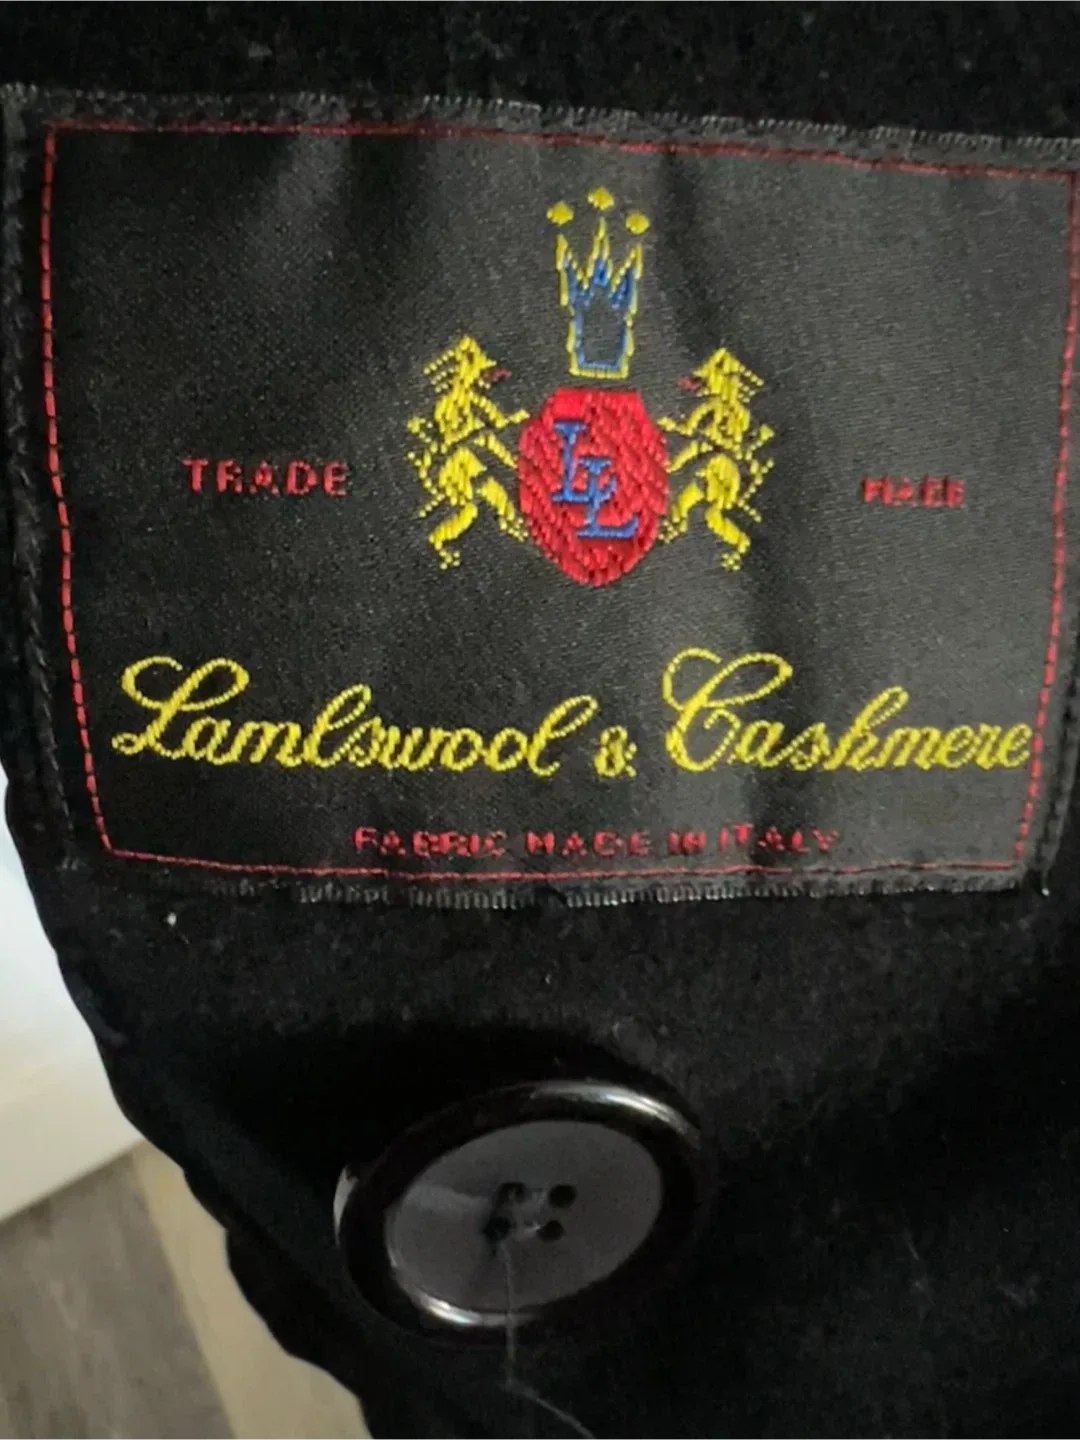 LL
TRADE MARK
Lambswool & Cashmere
FABRIC MADE IN ITALY